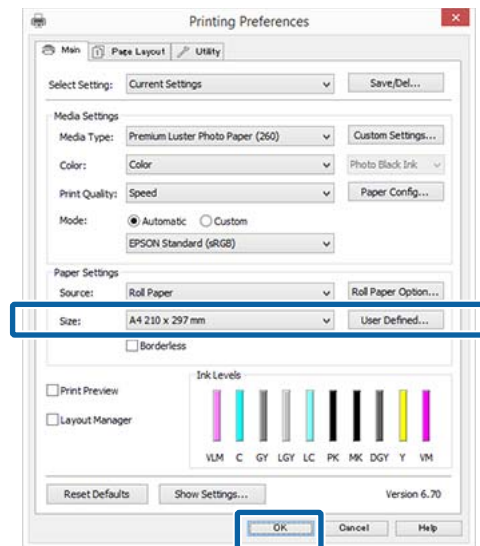 Printing Preferences
Main Page Layout Utility
Select Setting: Current Settings Save/Del...
Media Settings
Media Type: Premium Luster Photo Paper (260) Custom Settings...
Color: Color Photo Black Ink
Print Quality: Speed Paper Config...
Mode: Automatic Custom
EPSON Standard (sRGB)
Paper Settings
Source: Roll Paper Roll Paper Option...
Size: A4 210 x 297 mm User Defined...
Borderless
Ink Levels
Print Preview
Layout Manager
VLM C GY LGY LC PK MK DGY Y VM
Reset Defaults Show Settings... Version 6.70
OK Cancel Help